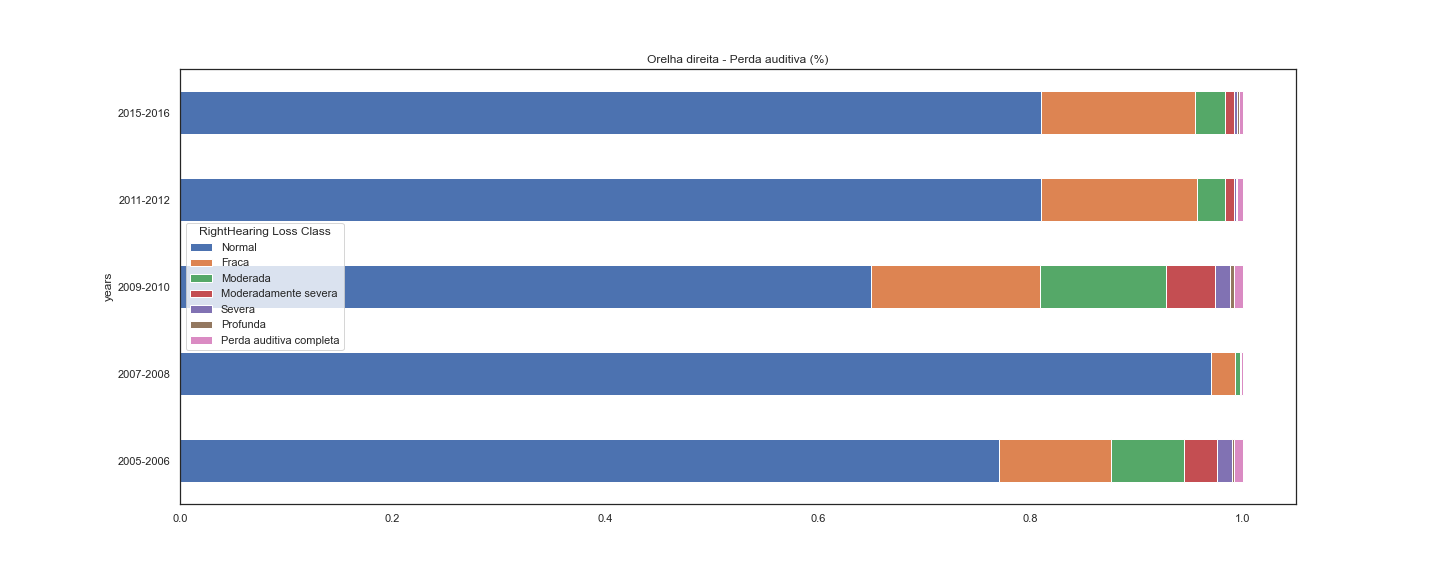 Orelha direita - Perda auditiva (%)
2015-2016
2011-2012
RightHearing Loss Class
Normal
Fraca
Moderada
Moderadamente severa
Severa
Profunda
Perda auditiva completa
years
2009-2010
2007-2008
2005-2006
0.0 0.2 0.4 0.6 0.8 1.0